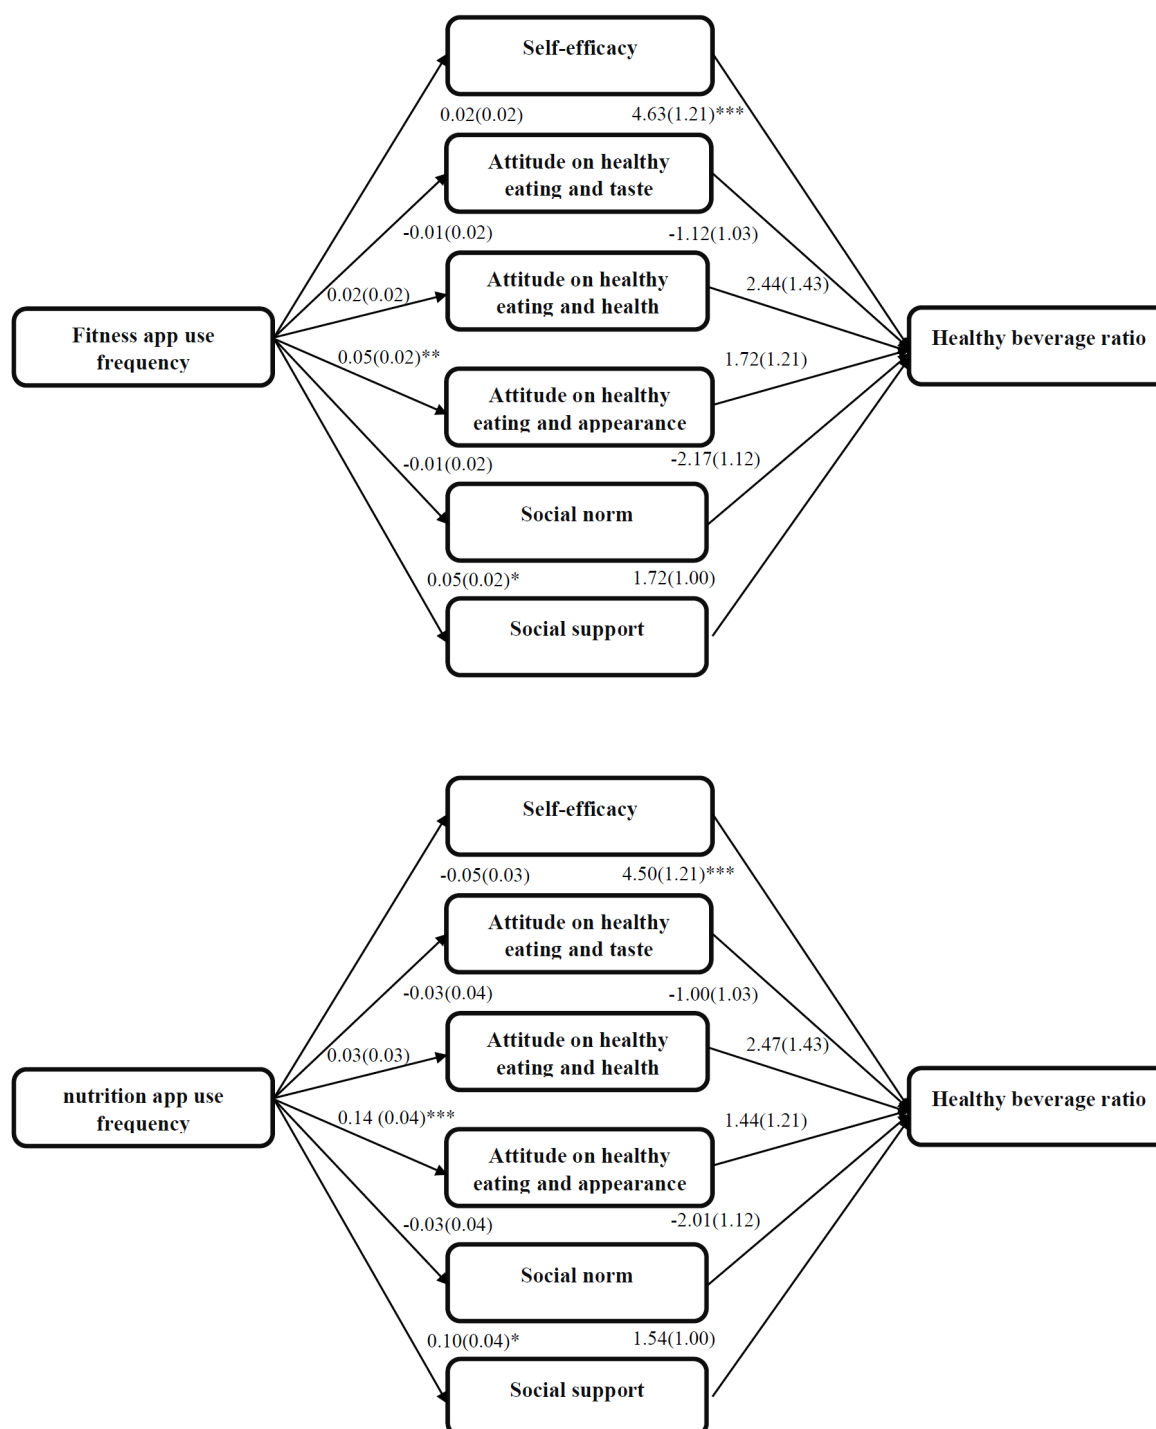 Self-efficacy
0.02(0.02)
4.63(1.21)***
Attitude on healthy
eating and taste
-0.01(0.02)
-1.12(1.03)
Attitude on healthy
eating and health
0.02(0.02)
2.44(1.43)
Fitness app use
frequency
Healthy beverage ratio
0.05(0.02)**
1.72(1.21)
Attitude on healthy
eating and appearance
-0.01(0.02)
-2.17(1.12)
Social norm
0.05(0.02)*
1.72(1.00)
Social support
Self-efficacy
-0.05(0.03)
4.50(1.21)***
Attitude on healthy
eating and taste
-0.03(0.04)
-1.00(1.03)
Attitude on healthy
eating and health
0.03(0.03)
2.47(1.43)
nutrition app use
frequency
Healthy beverage ratio
0.14 (0.04)***
1.44(1.21)
Attitude on healthy
eating and appearance
-0.03(0.04)
-2.01(1.12)
Social norm
0.10(0.04)*
1.54(1.00)
Social support